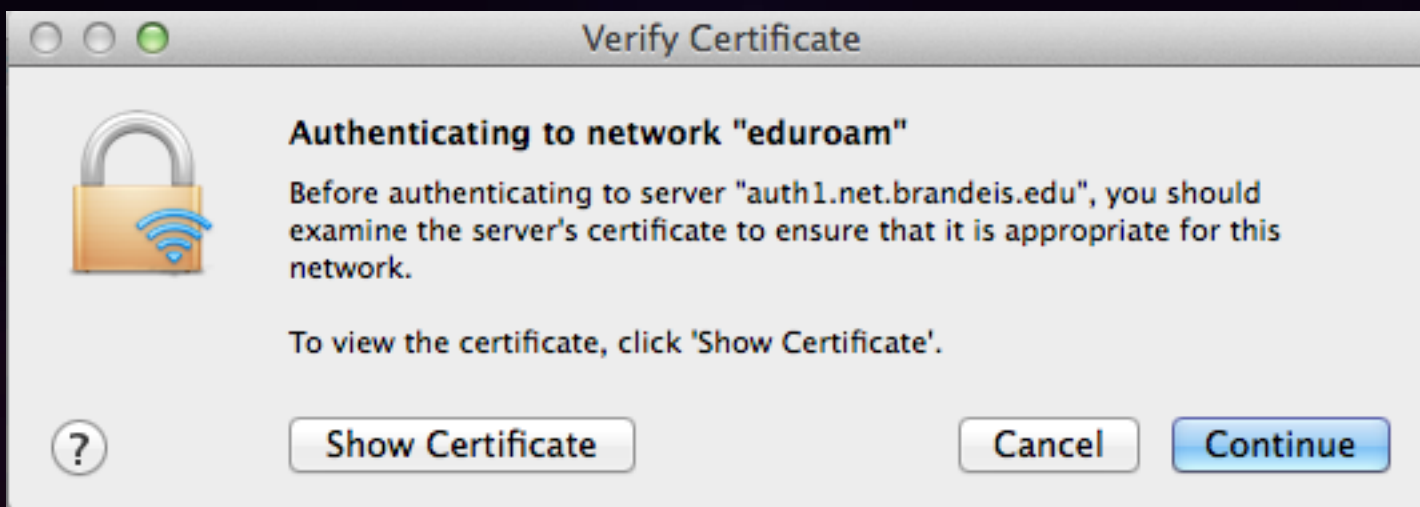 Verify Certificate
Authenticating to network "eduroam"
Before authenticating to server "auth1.net.brandeis.edu", you should
examine the server's certificate to ensure that it is appropriate for this
network.
To view the certificate, click 'Show Certificate'.
?
Show Certificate
Cancel
Continue